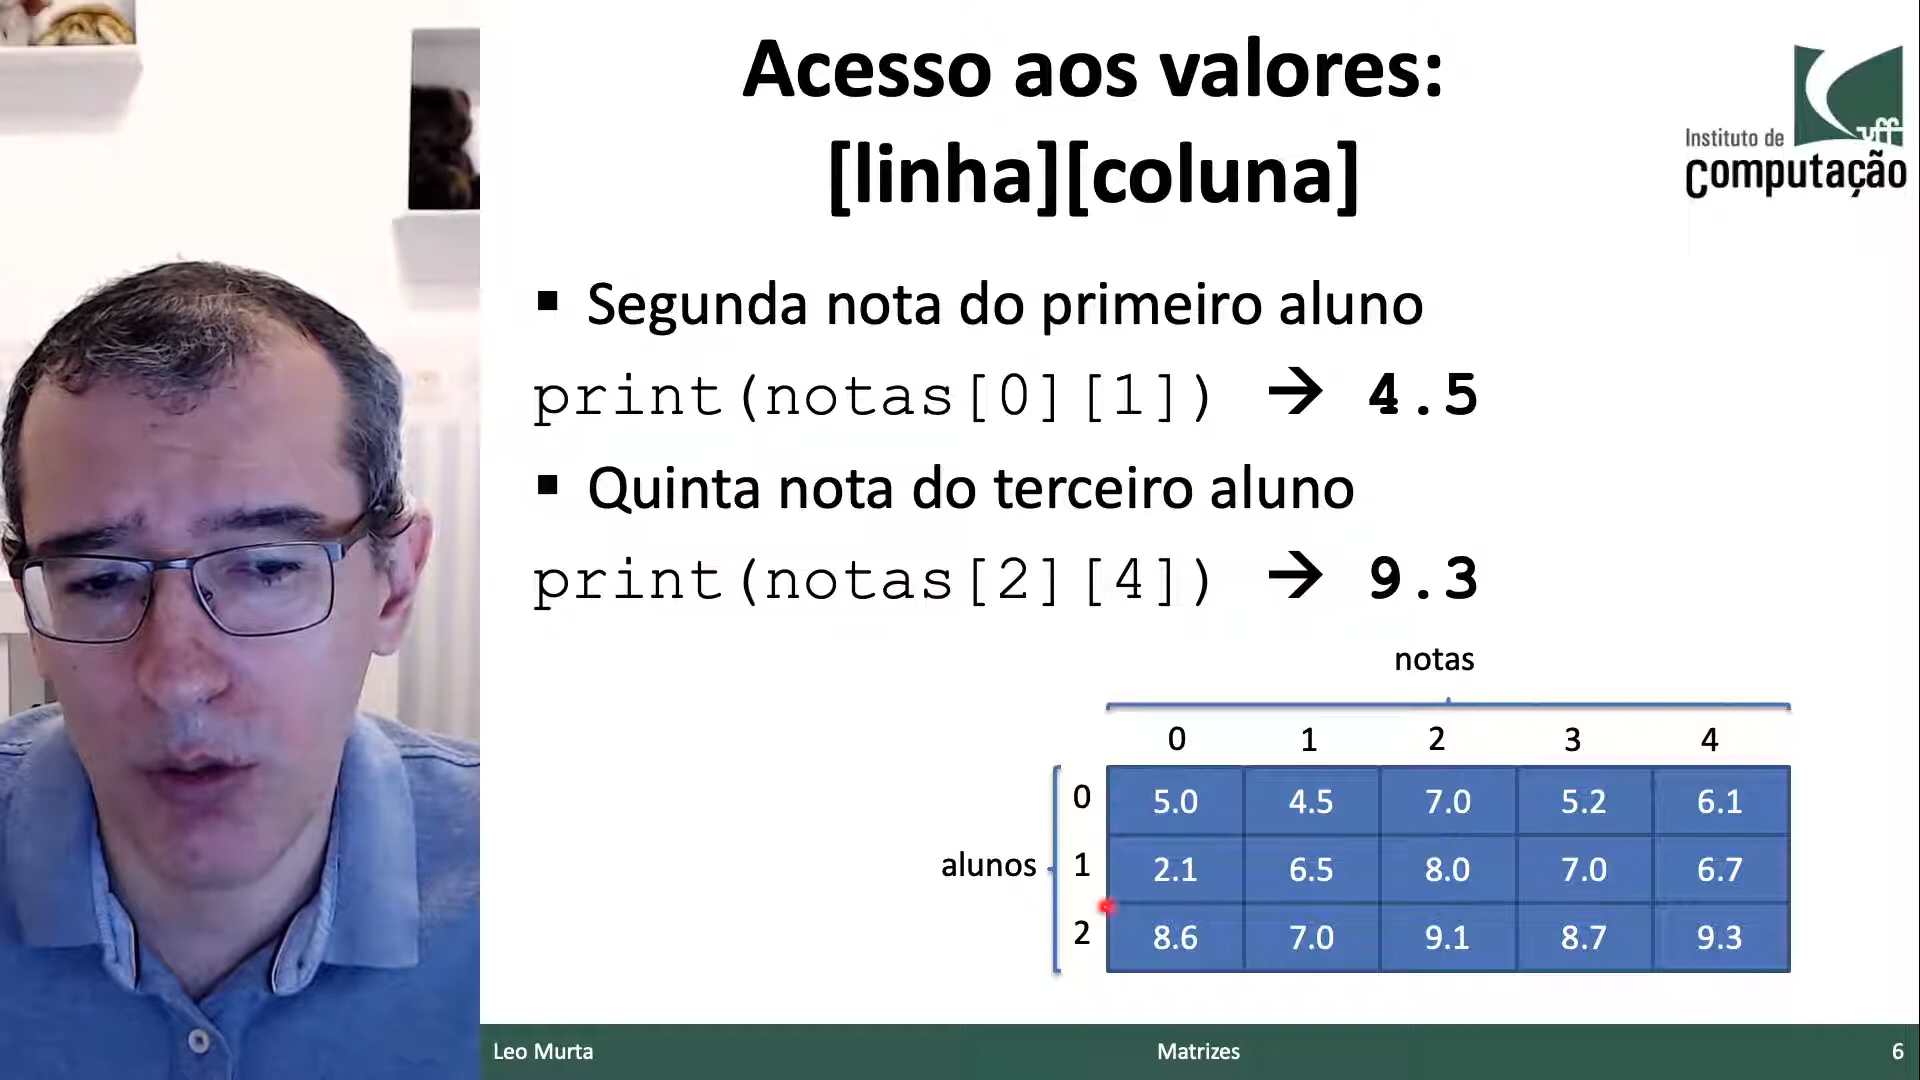 Acesso aos valores:
[linha][coluna]
Instituto de
uff
computação
▪ Segunda nota do primeiro aluno
print(notas[0][1]) → 4.5
▪ Quinta nota do terceiro aluno
print(notas[2][4]) → 9.3
notas
0 1 2 3 4
0 5.0 4.5 7.0 5.2 6.1
alunos 1 2.1 6.5 8.0 7.0 6.7
2 8.6 7.0 9.1 8.7 9.3
Leo Murta Matrizes 6